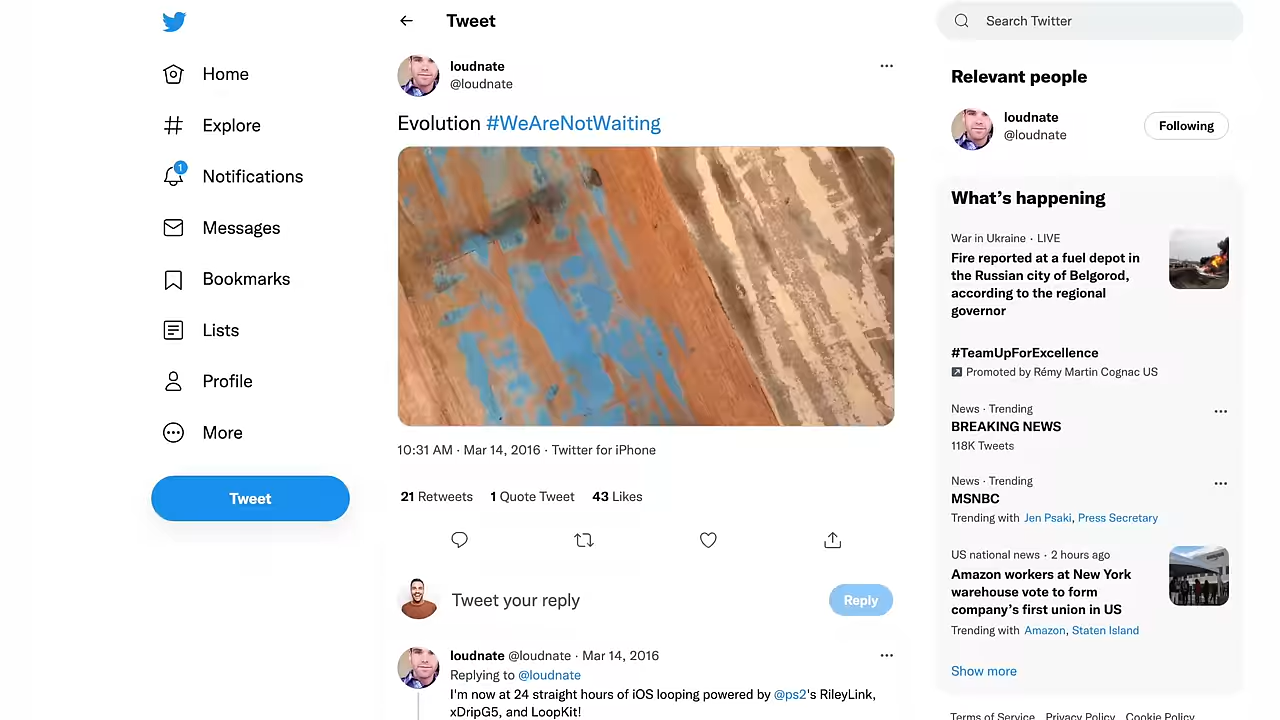 Home
Explore
1
Notifications
Messages
Bookmarks
Lists
Profile
More
Tweet
Tweet
loudnate
@loudnate
Evolution #WeAreNotWaiting
10:31 AM · Mar 14, 2016 · Twitter for iPhone
21 Retweets 1 Quote Tweet 43 Likes
Tweet your reply
Reply
loudnate @loudnate · Mar 14, 2016
Replying to @loudnate
I'm now at 24 straight hours of iOS looping powered by @ps2's RileyLink,
xDripG5, and LoopKit!
Search Twitter
Relevant people
loudnate
@loudnate
Following
What's happening
War in Ukraine · LIVE
Fire reported at a fuel depot in
the Russian city of Belgorod,
according to the regional
governor
#TeamUpForExcellence
Promoted by Rémy Martin Cognac US
News · Trending
BREAKING NEWS
118K Tweets
News · Trending
MSNBC
Trending with Jen Psaki, Press Secretary
US national news · 2 hours ago
Amazon workers at New York
warehouse vote to form
company's first union in US
Trending with Amazon, Staten Island
Show more
Terms of Service Privacy Policy Cookie Policy